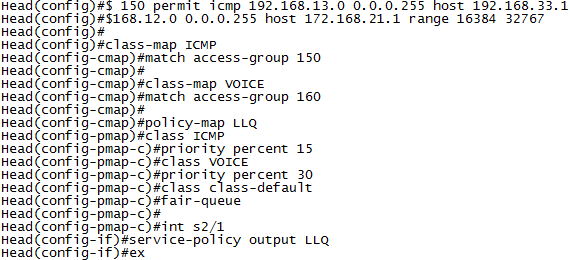 Head(config)#$ 150 permit icmp 192.168.13.0 0.0.0.255 host 192.168.33.1
Head(config)#$168.12.0 0.0.0.255 host 172.168.21.1 range 16384 32767
Head(config)#
Head(config)#class-map ICMP
Head(config-cmap)#match access-group 150
Head(config-cmap)#
Head(config-cmap)#class-map VOICE
Head(config-cmap)#match access-group 160
Head(config-cmap)#
Head(config-cmap)#policy-map LLQ
Head(config-pmap)#class ICMP
Head(config-pmap-c)#priority percent 15
Head(config-pmap-c)#class VOICE
Head(config-pmap-c)#priority percent 30
Head(config-pmap-c)#class class-default
Head(config-pmap-c)#fair-queue
Head(config-pmap-c)#
Head(config-pmap-c)#int s2/1
Head(config-if)#service-policy output LLQ
Head(config-if)#ex